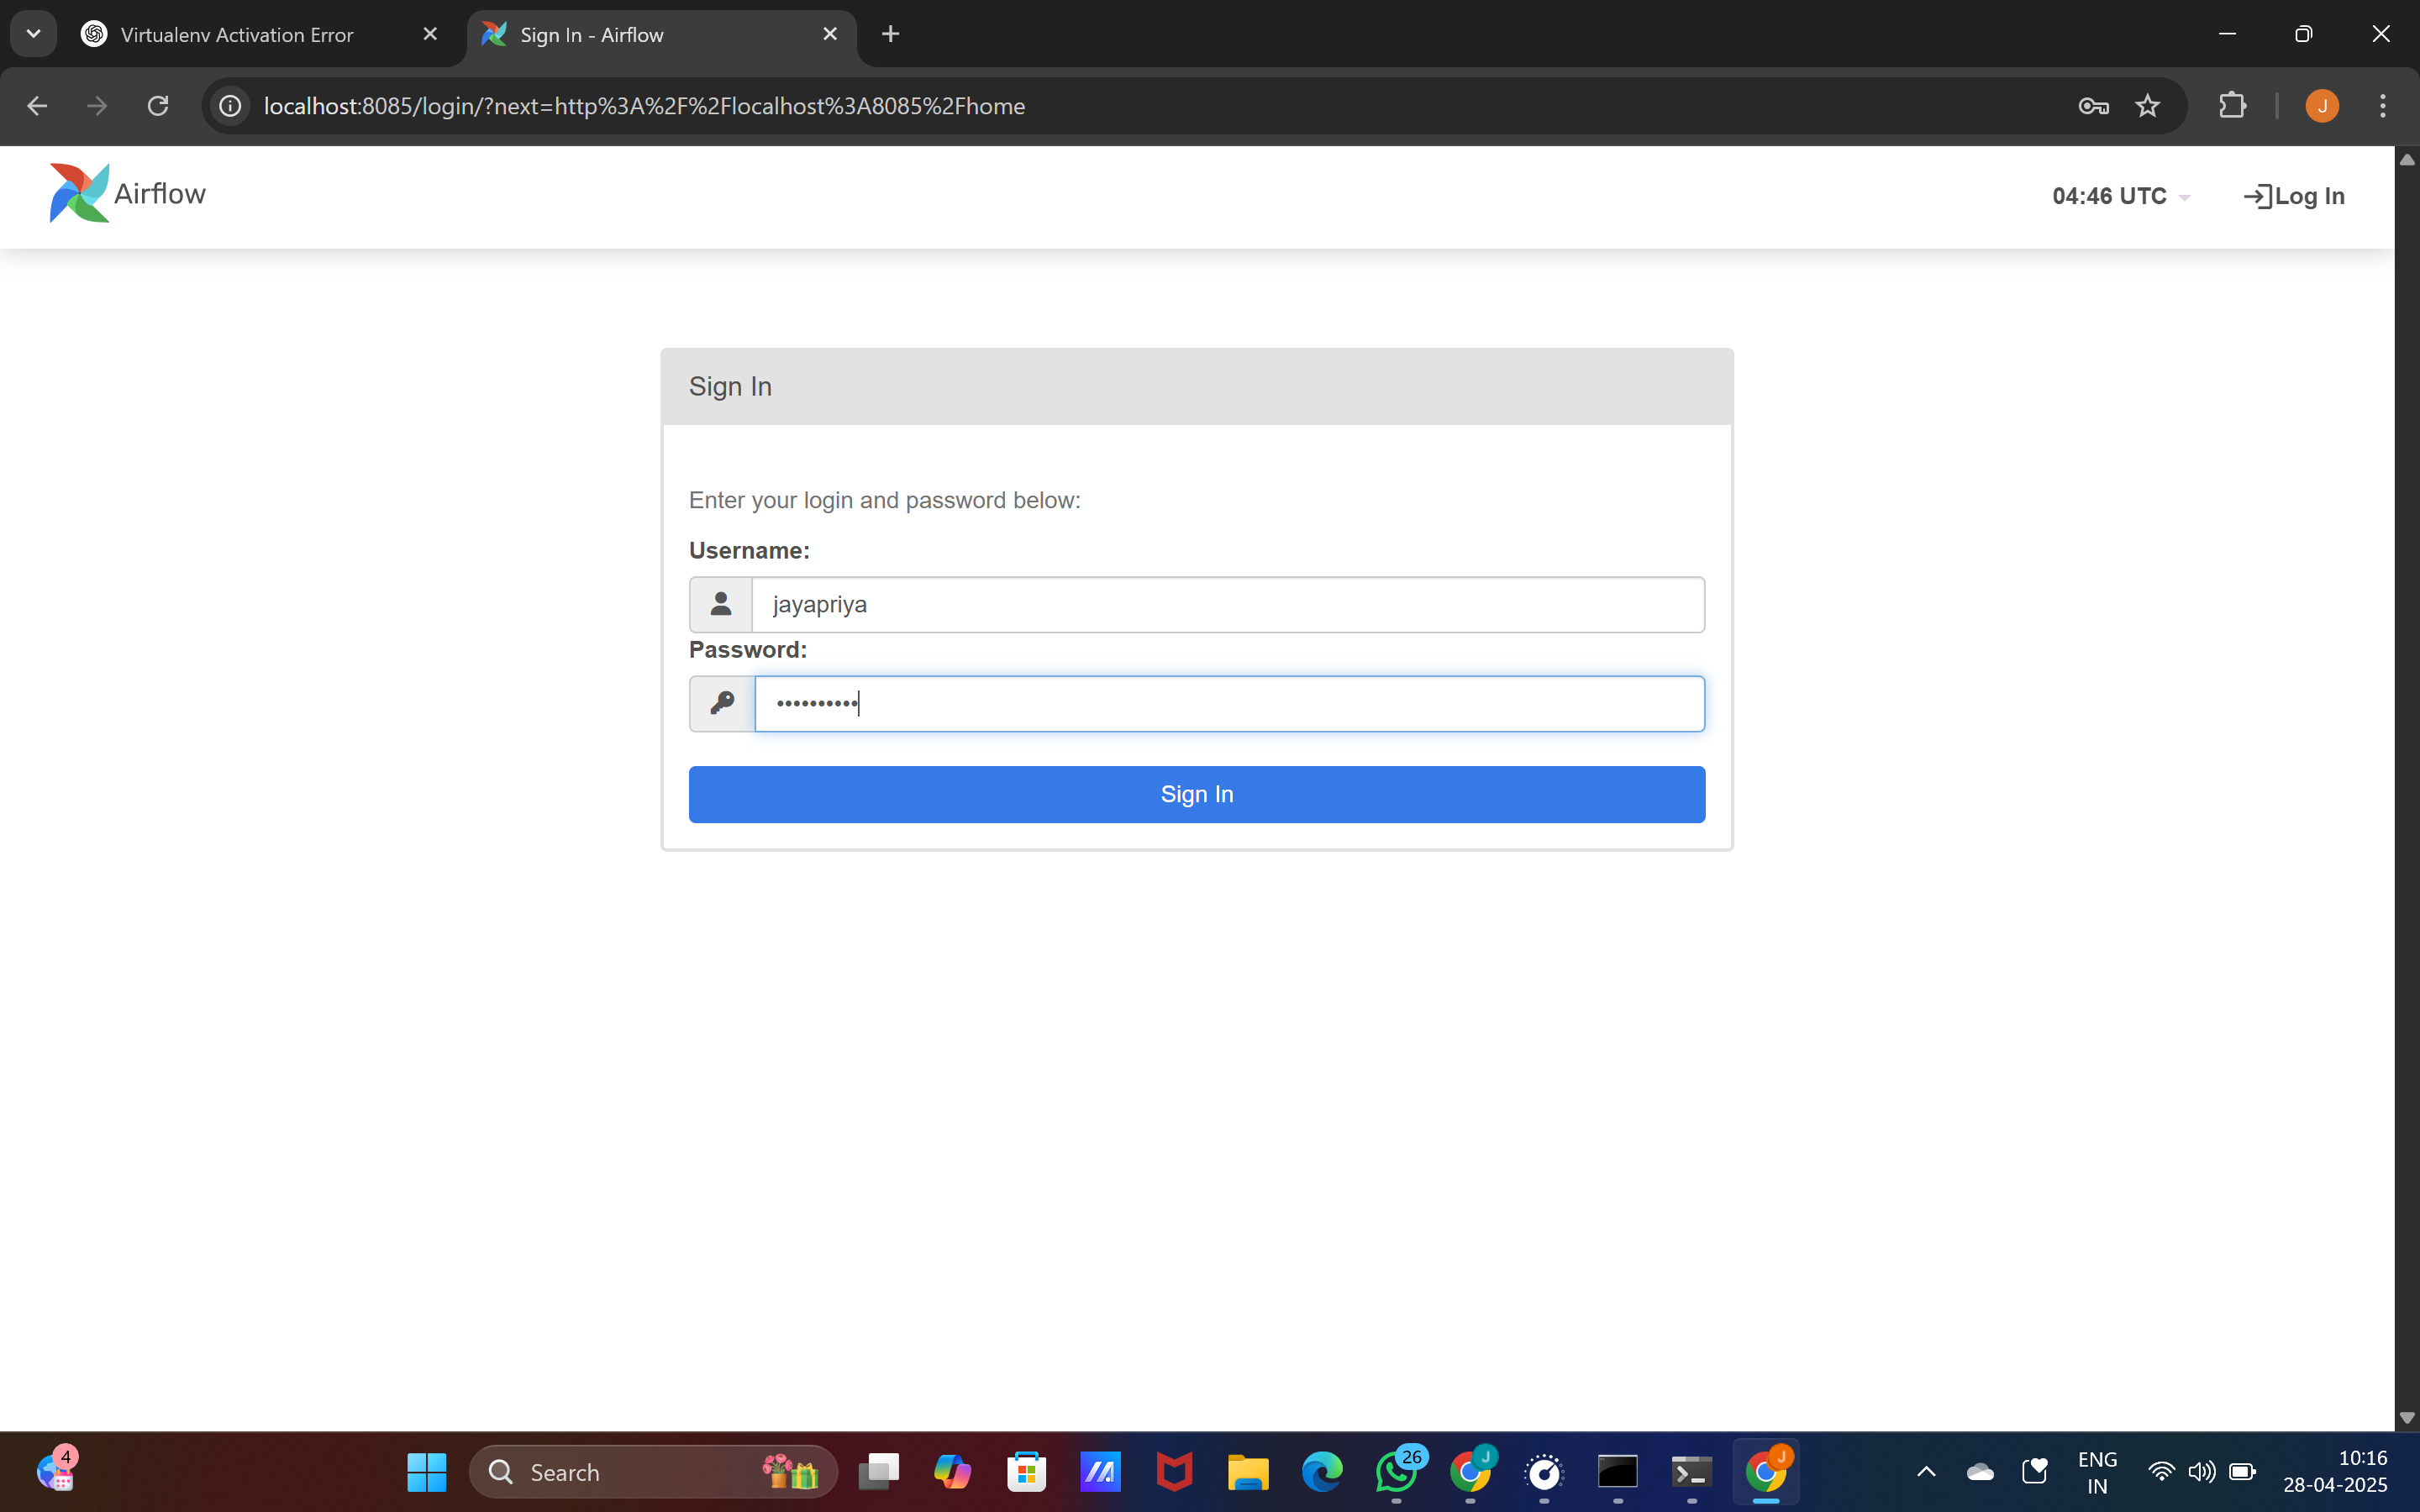 Virtualenv Activation Error
Sign In - Airflow
localhost:8085/login/?next=http%3A%2F%2Flocalhost%3A8085%2Fhome
J
Airflow
04:46 UTC
Log In
Sign In
Enter your login and password below:
Username:
jayapriya
Password:
••••••••••
Sign In
4
Search
26
J
J
ENG
IN
10:16
28-04-2025